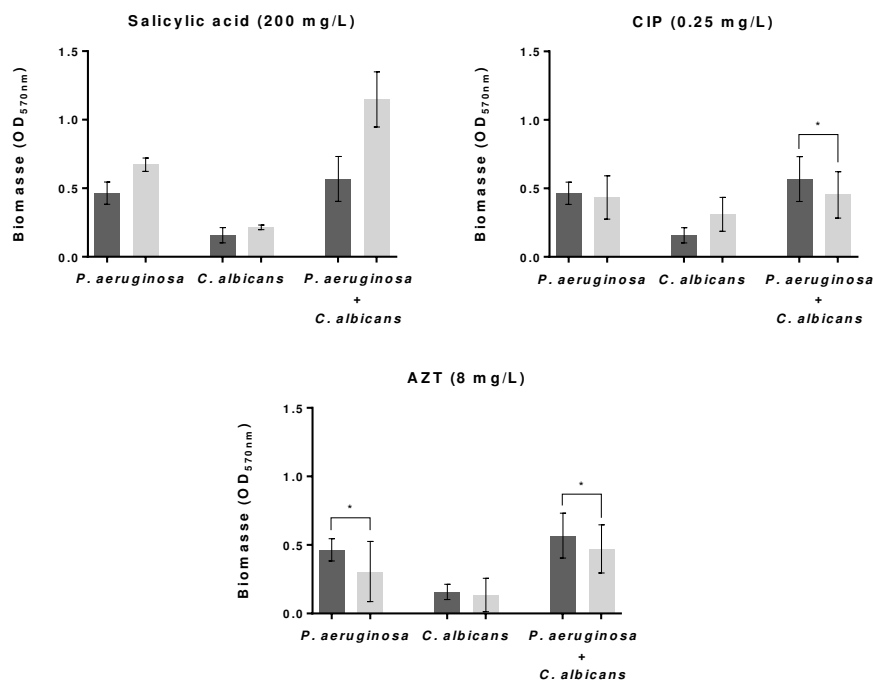 Salicylic acid (200 mg/L)
Biomasse (OD570nm)
1.5
1.0
0.5
0.0
P. aeruginosa
C. albicans
P. aeruginosa
+
C. albicans
CIP (0.25 mg/L)
Biomasse (OD570nm)
1.5
1.0
0.5
0.0
*
P. aeruginosa
C. albicans
P. aeruginosa
+
C. albicans
AZT (8 mg/L)
Biomasse (OD570nm)
1.5
1.0
0.5
0.0
*
*
P. aeruginosa
C. albicans
P. aeruginosa
+
C. albicans